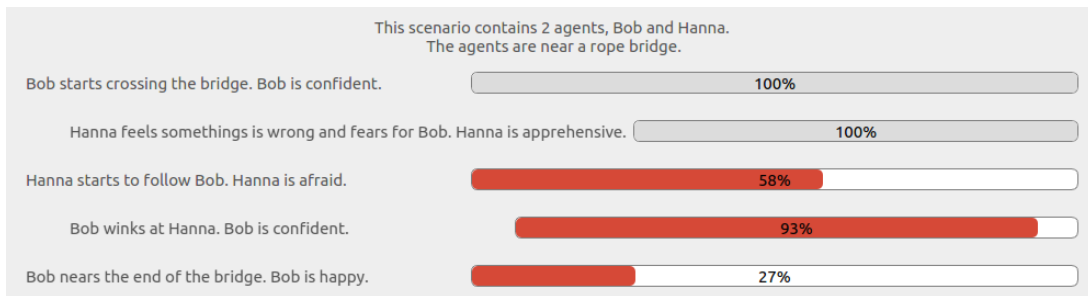 This scenario contains 2 agents, Bob and Hanna.
The agents are near a rope bridge.
Bob starts crossing the bridge. Bob is confident. 100%
Hanna feels somethings is wrong and fears for Bob. Hanna is apprehensive. 100%
Hanna starts to follow Bob. Hanna is afraid. 58%
Bob winks at Hanna. Bob is confident. 93%
Bob nears the end of the bridge. Bob is happy. 27%